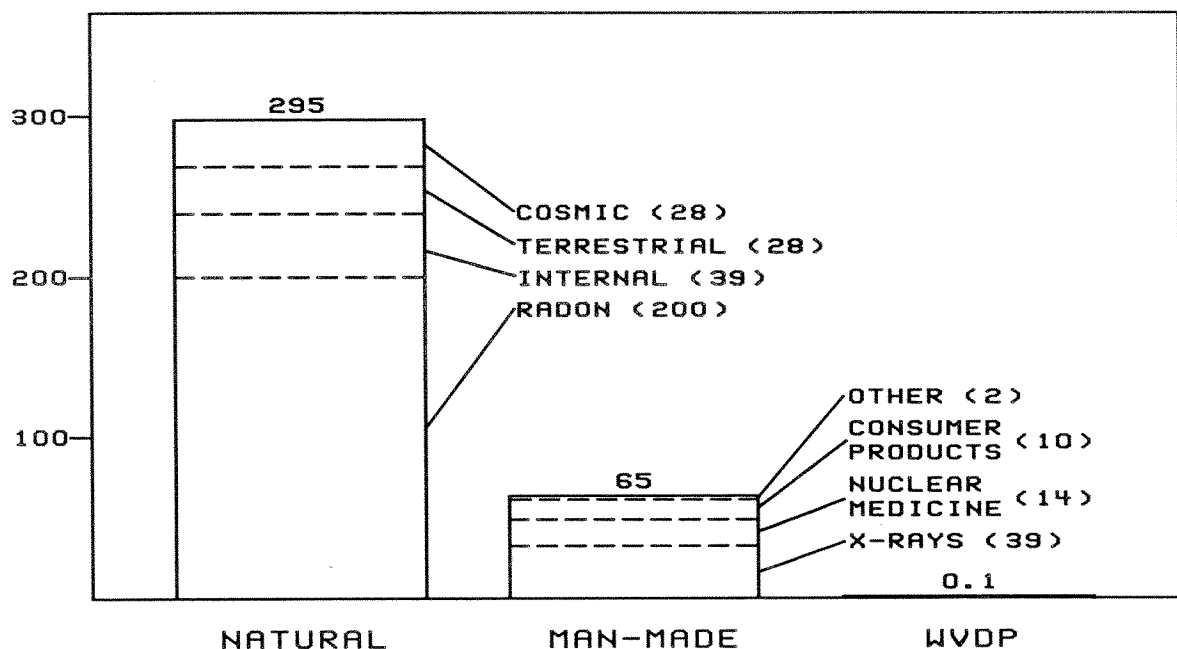 300
295
COSMIC (28)
TERRESTRIAL (28)
200
INTERNAL (39)
RADON (200)
OTHER (2)
100
CONSUMER
PRODUCTS (10)
65
NUCLEAR
MEDICINE (14)
X-RAYS (39)
0.1
NATURAL
MAN-MADE
WVDP